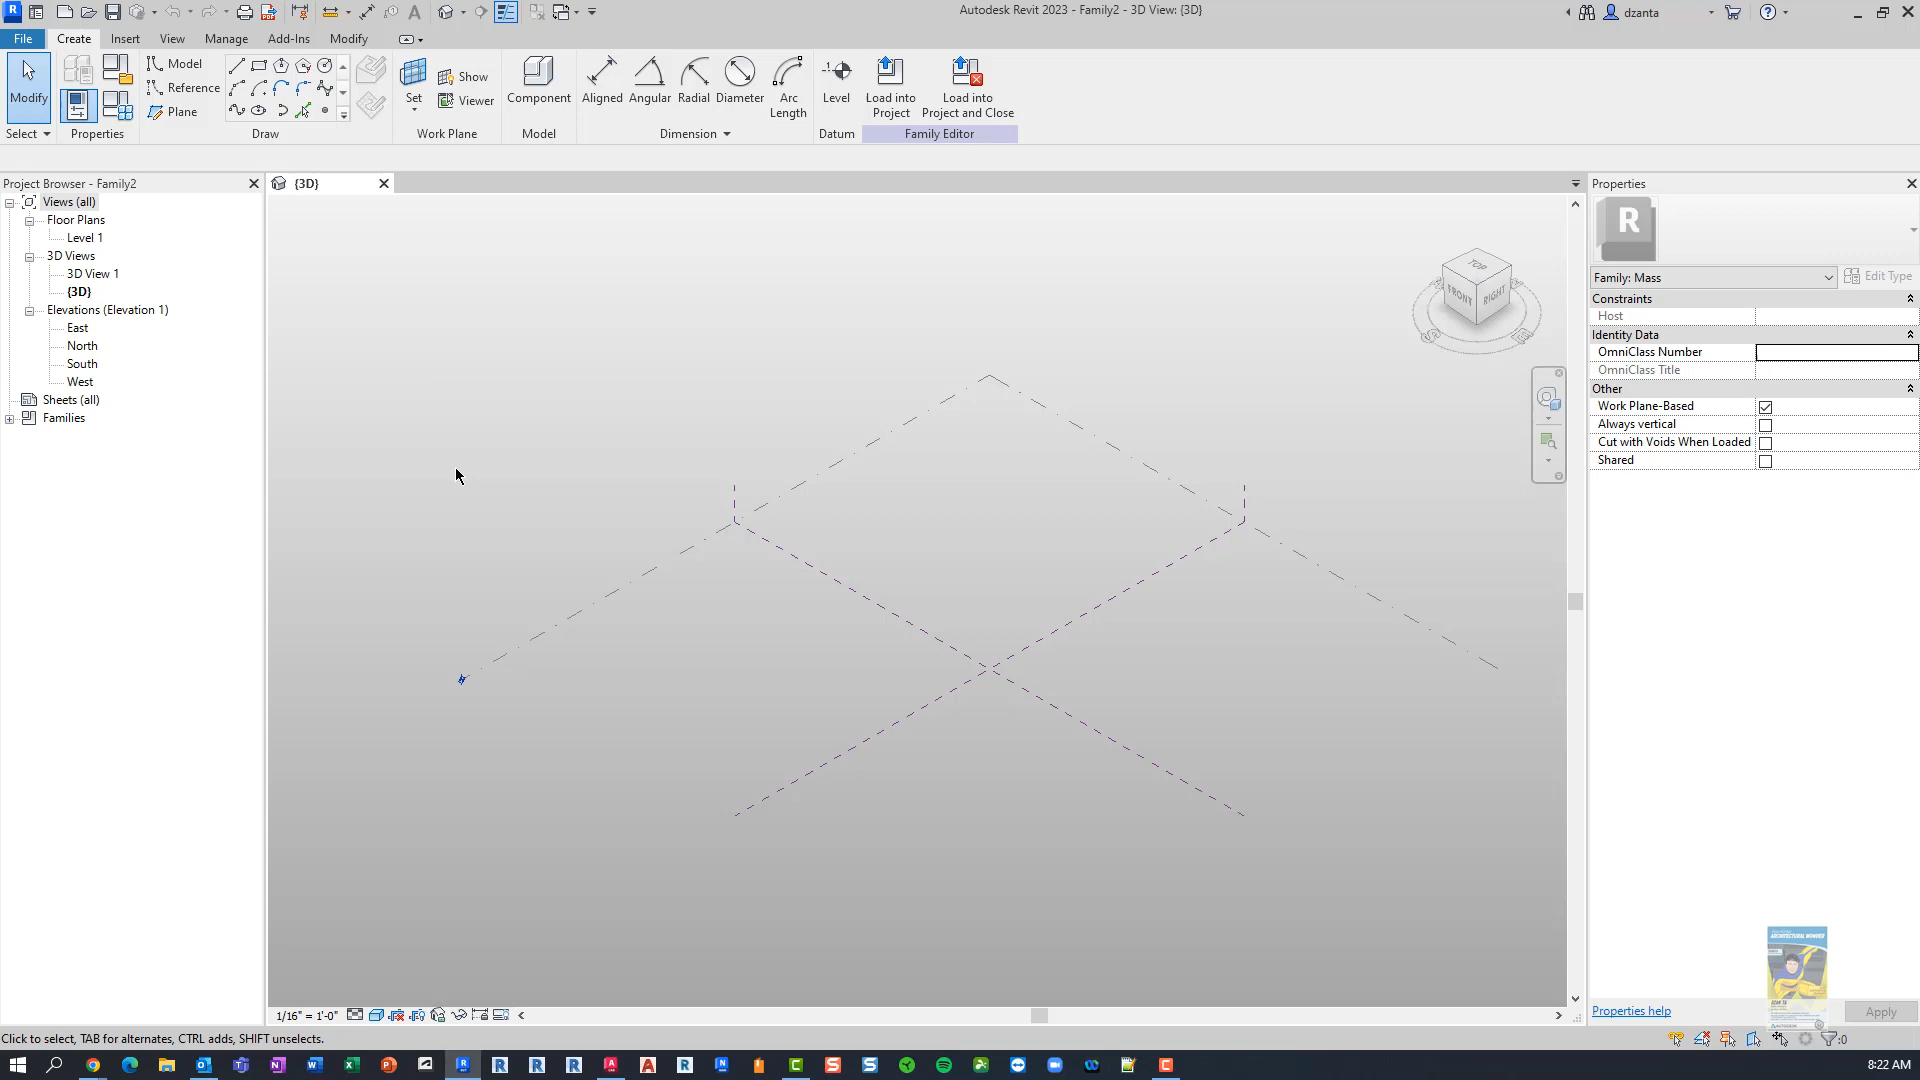 Autodesk Revit 2023 - Family2 - 3D View: {3D}
dzanta
File
Create
Insert
View
Manage
Add-Ins
Modify
Modify
Select
Properties
Model
Reference
Plane
Draw
Set
Show
Viewer
Work Plane
Component
Model
Aligned
Angular
Radial
Diameter
Arc
Length
Dimension
Level
Datum
Load into
Project
Load into
Project and Close
Family Editor
Project Browser - Family2
Views (all)
Floor Plans
Level 1
3D Views
3D View 1
{3D}
Elevations (Elevation 1)
East
North
South
West
Sheets (all)
Families
{3D}
TOP
FRONT
RIGHT
S
E
Properties
R
Family: Mass
Edit Type
Constraints
Host
Identity Data
OmniClass Number
OmniClass Title
Other
Work Plane-Based
Always vertical
Cut with Voids When Loaded
Shared
ARCHITECTURAL WONDER
AUTODESK
Properties help
Apply
1/16" = 1'-0"
Click to select, TAB for alternates, CTRL adds, SHIFT unselects.
:0
8:22 AM